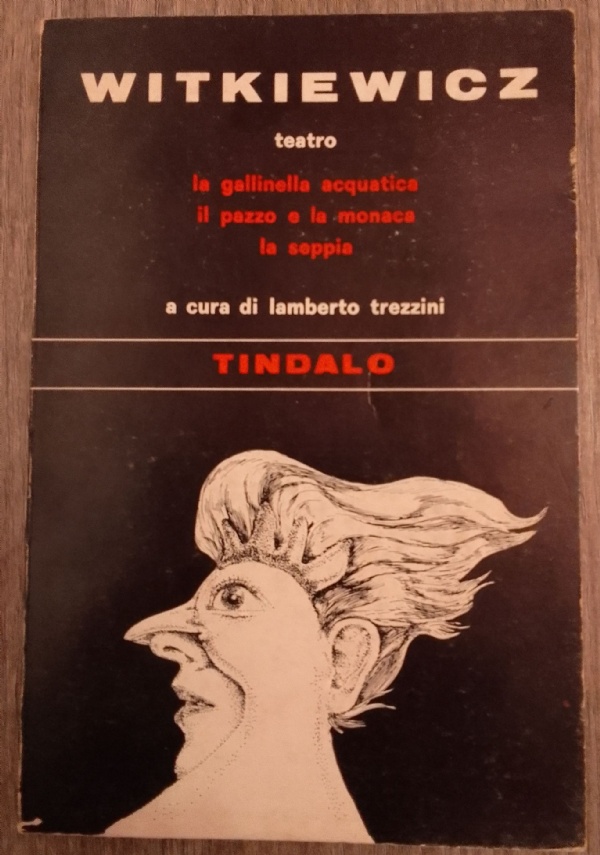 WITKIEWICZ
teatro
la gallinella acquatica
il pazzo e la monaca
la seppia
a cura di lamberto trezzini
TINDALO